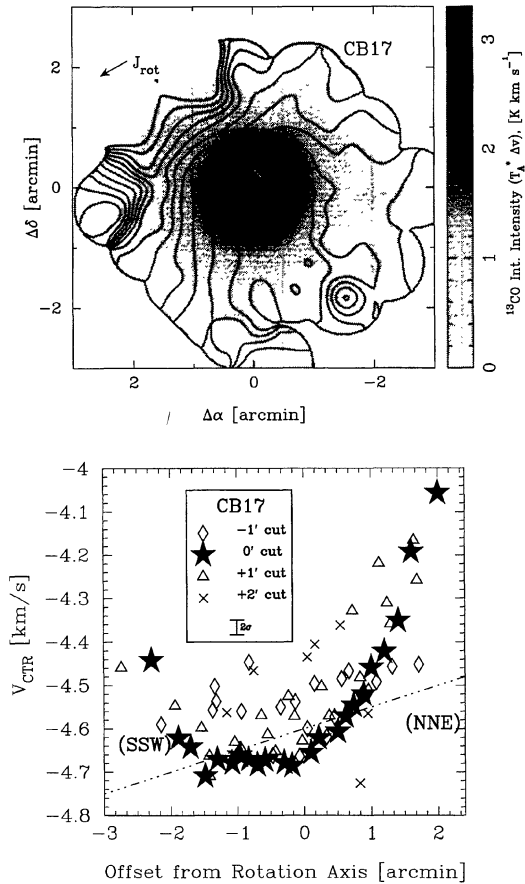 CB17
J_rot
2
0
−2
Δδ [arcmin]
2
0
−2
Δα [arcmin]
0
1
2
3
¹³CO Int. Intensity (T_A* Δv), [K km s⁻¹]
−4
−4.1
−4.2
−4.3
−4.4
−4.5
−4.6
−4.7
−4.8
V_CTR [km/s]
CB17
−1′ cut
0′ cut
+1′ cut
+2′ cut
2σ
(SSW)
(NNE)
−3
−2
−1
0
1
2
Offset from Rotation Axis [arcmin]